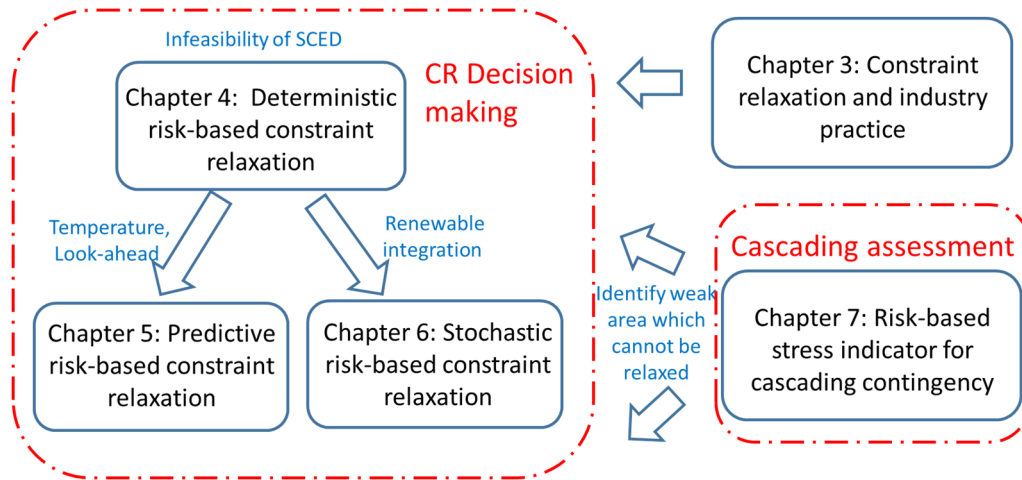 Infeasibility of SCED
CR Decision
making
Chapter 4:  Deterministic
risk-based constraint
relaxation
Temperature,
Look-ahead
Renewable
integration
Chapter 5: Predictive
risk-based constraint
relaxation
Chapter 6: Stochastic
risk-based constraint
relaxation
Chapter 3: Constraint
relaxation and industry
practice
Cascading assessment
Identify weak
area which
cannot be
relaxed
Chapter 7: Risk-based
stress indicator for
cascading contingency